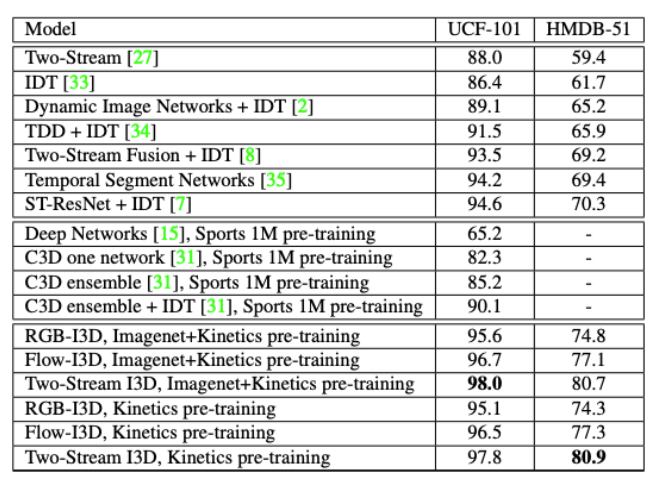 Model UCF-101 HMDB-51
Two-Stream [27] 88.0 59.4
IDT [33] 86.4 61.7
Dynamic Image Networks + IDT [2] 89.1 65.2
TDD + IDT [34] 91.5 65.9
Two-Stream Fusion + IDT [8] 93.5 69.2
Temporal Segment Networks [35] 94.2 69.4
ST-ResNet + IDT [7] 94.6 70.3
Deep Networks [15], Sports 1M pre-training 65.2 -
C3D one network [31], Sports 1M pre-training 82.3 -
C3D ensemble [31], Sports 1M pre-training 85.2 -
C3D ensemble + IDT [31], Sports 1M pre-training 90.1 -
RGB-I3D, Imagenet+Kinetics pre-training 95.6 74.8
Flow-I3D, Imagenet+Kinetics pre-training 96.7 77.1
Two-Stream I3D, Imagenet+Kinetics pre-training 98.0 80.7
RGB-I3D, Kinetics pre-training 95.1 74.3
Flow-I3D, Kinetics pre-training 96.5 77.3
Two-Stream I3D, Kinetics pre-training 97.8 80.9